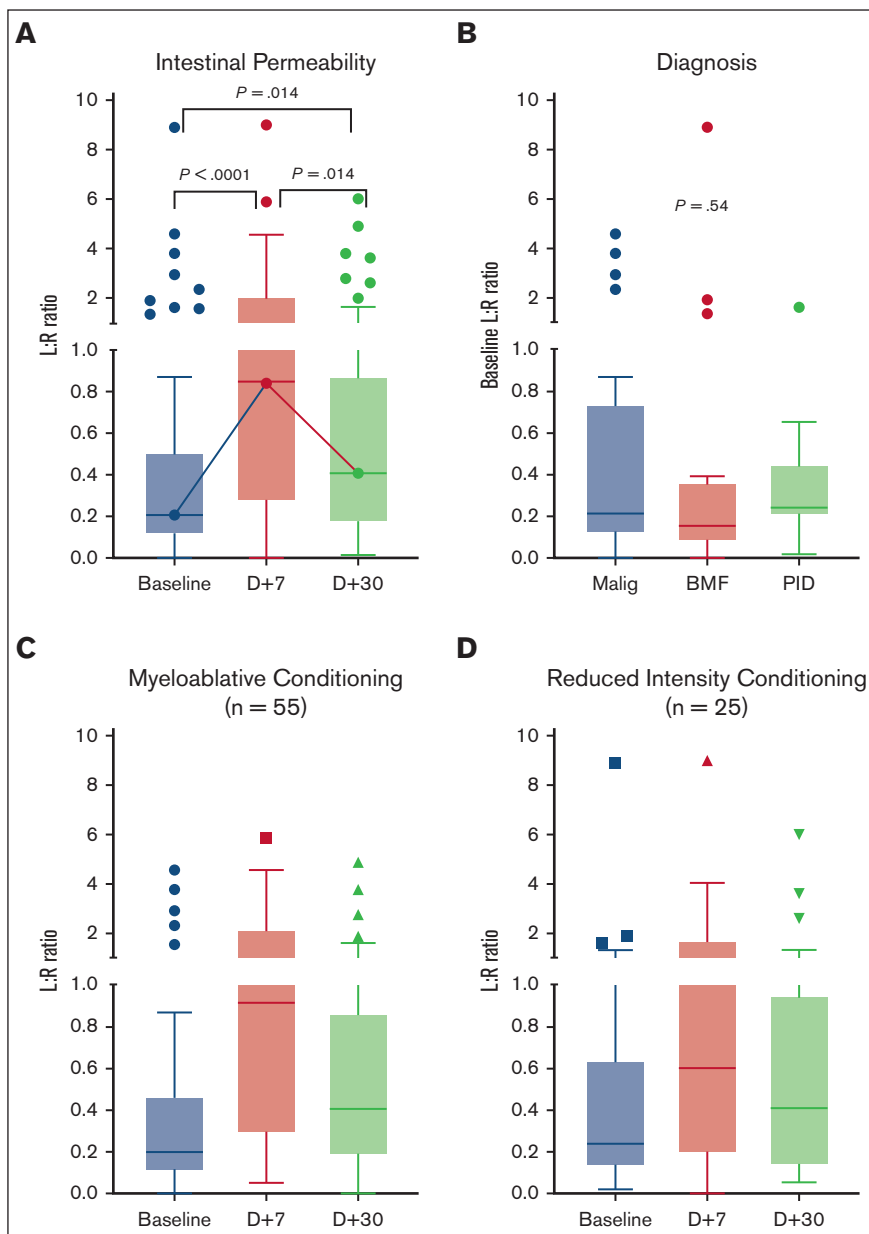 A
Intestinal Permeability
P = .014
P < .0001
P = .014
L:R ratio
10
8
6
4
2
1.0
0.8
0.6
0.4
0.2
0.0
Baseline D+7 D+30
B
Diagnosis
P = .54
Baseline L:R ratio
10
8
6
4
2
1.0
0.8
0.6
0.4
0.2
0.0
Malig BMF PID
C
Myeloablative Conditioning
(n = 55)
L:R ratio
10
8
6
4
2
1.0
0.8
0.6
0.4
0.2
0.0
Baseline D+7 D+30
D
Reduced Intensity Conditioning
(n = 25)
L:R ratio
10
8
6
4
2
1.0
0.8
0.6
0.4
0.2
0.0
Baseline D+7 D+30